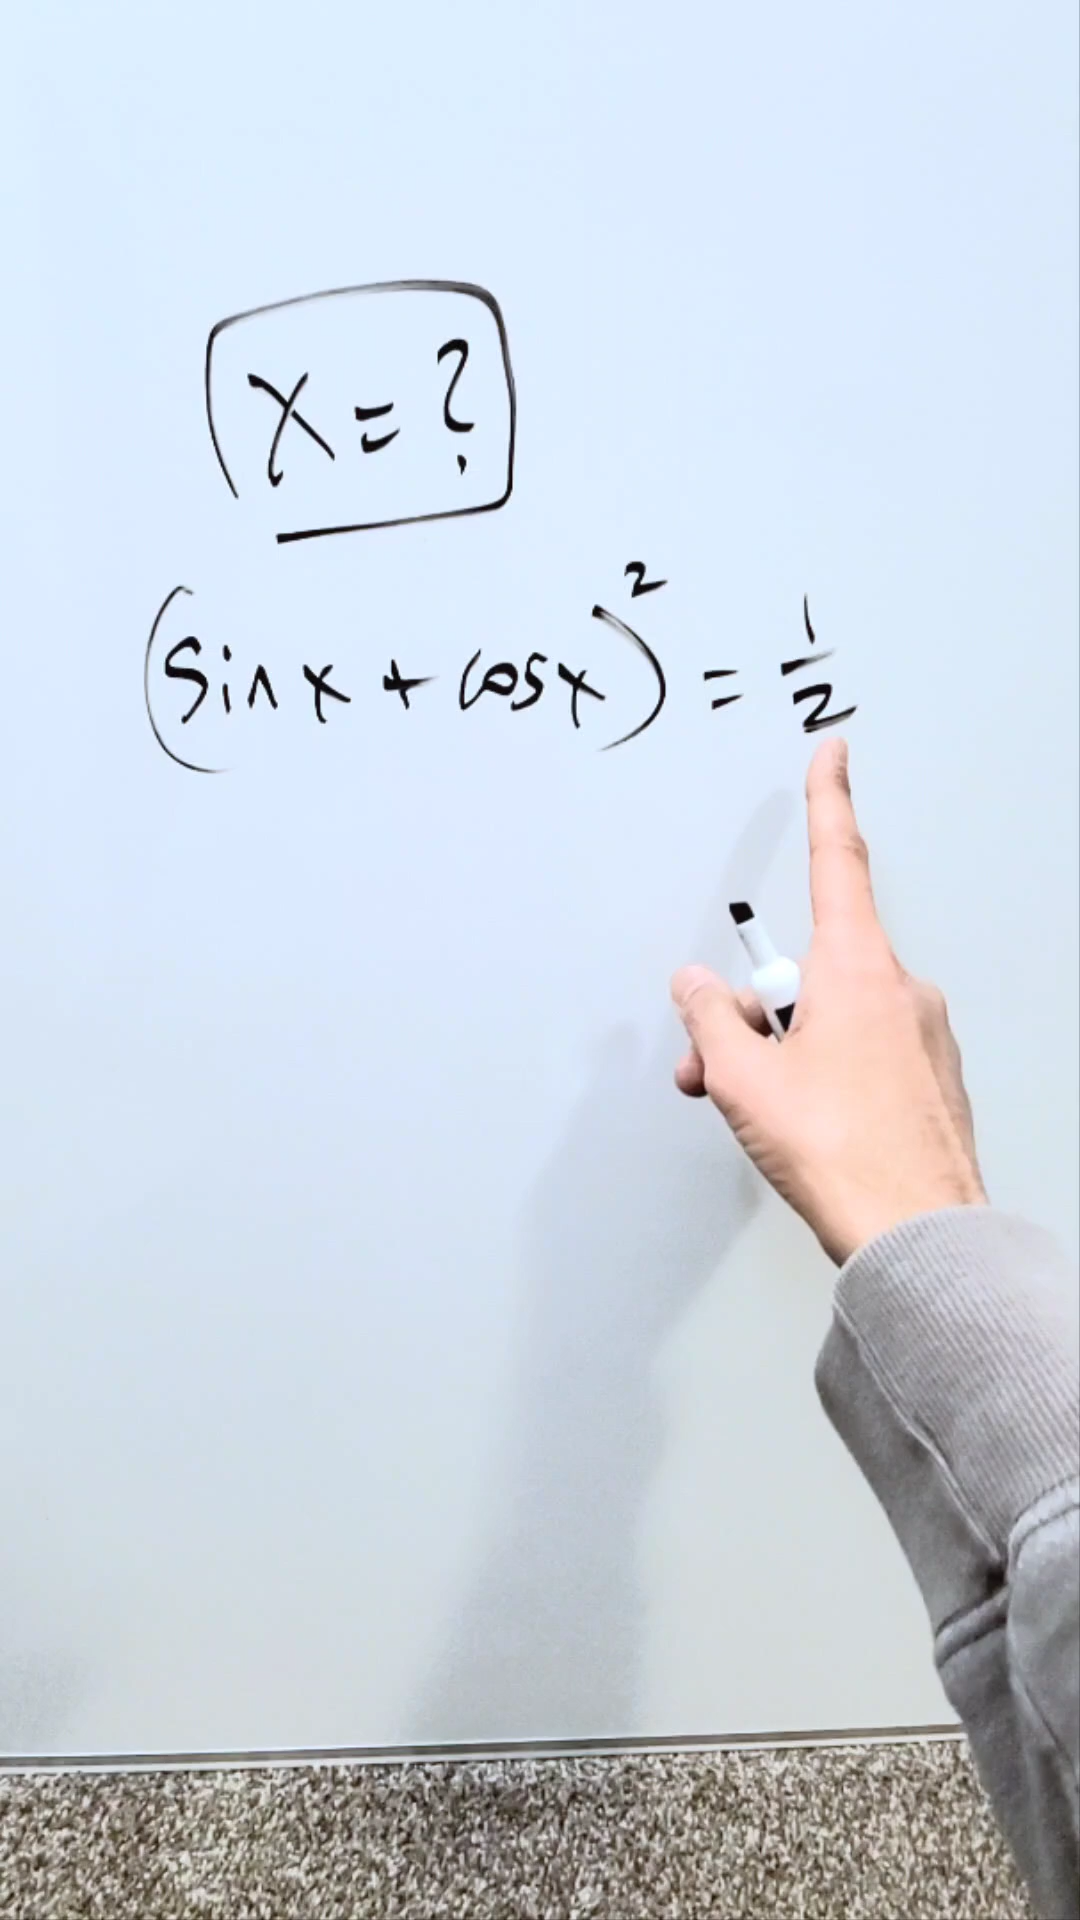 x = ?
(sin x + cos x)² = 1/2